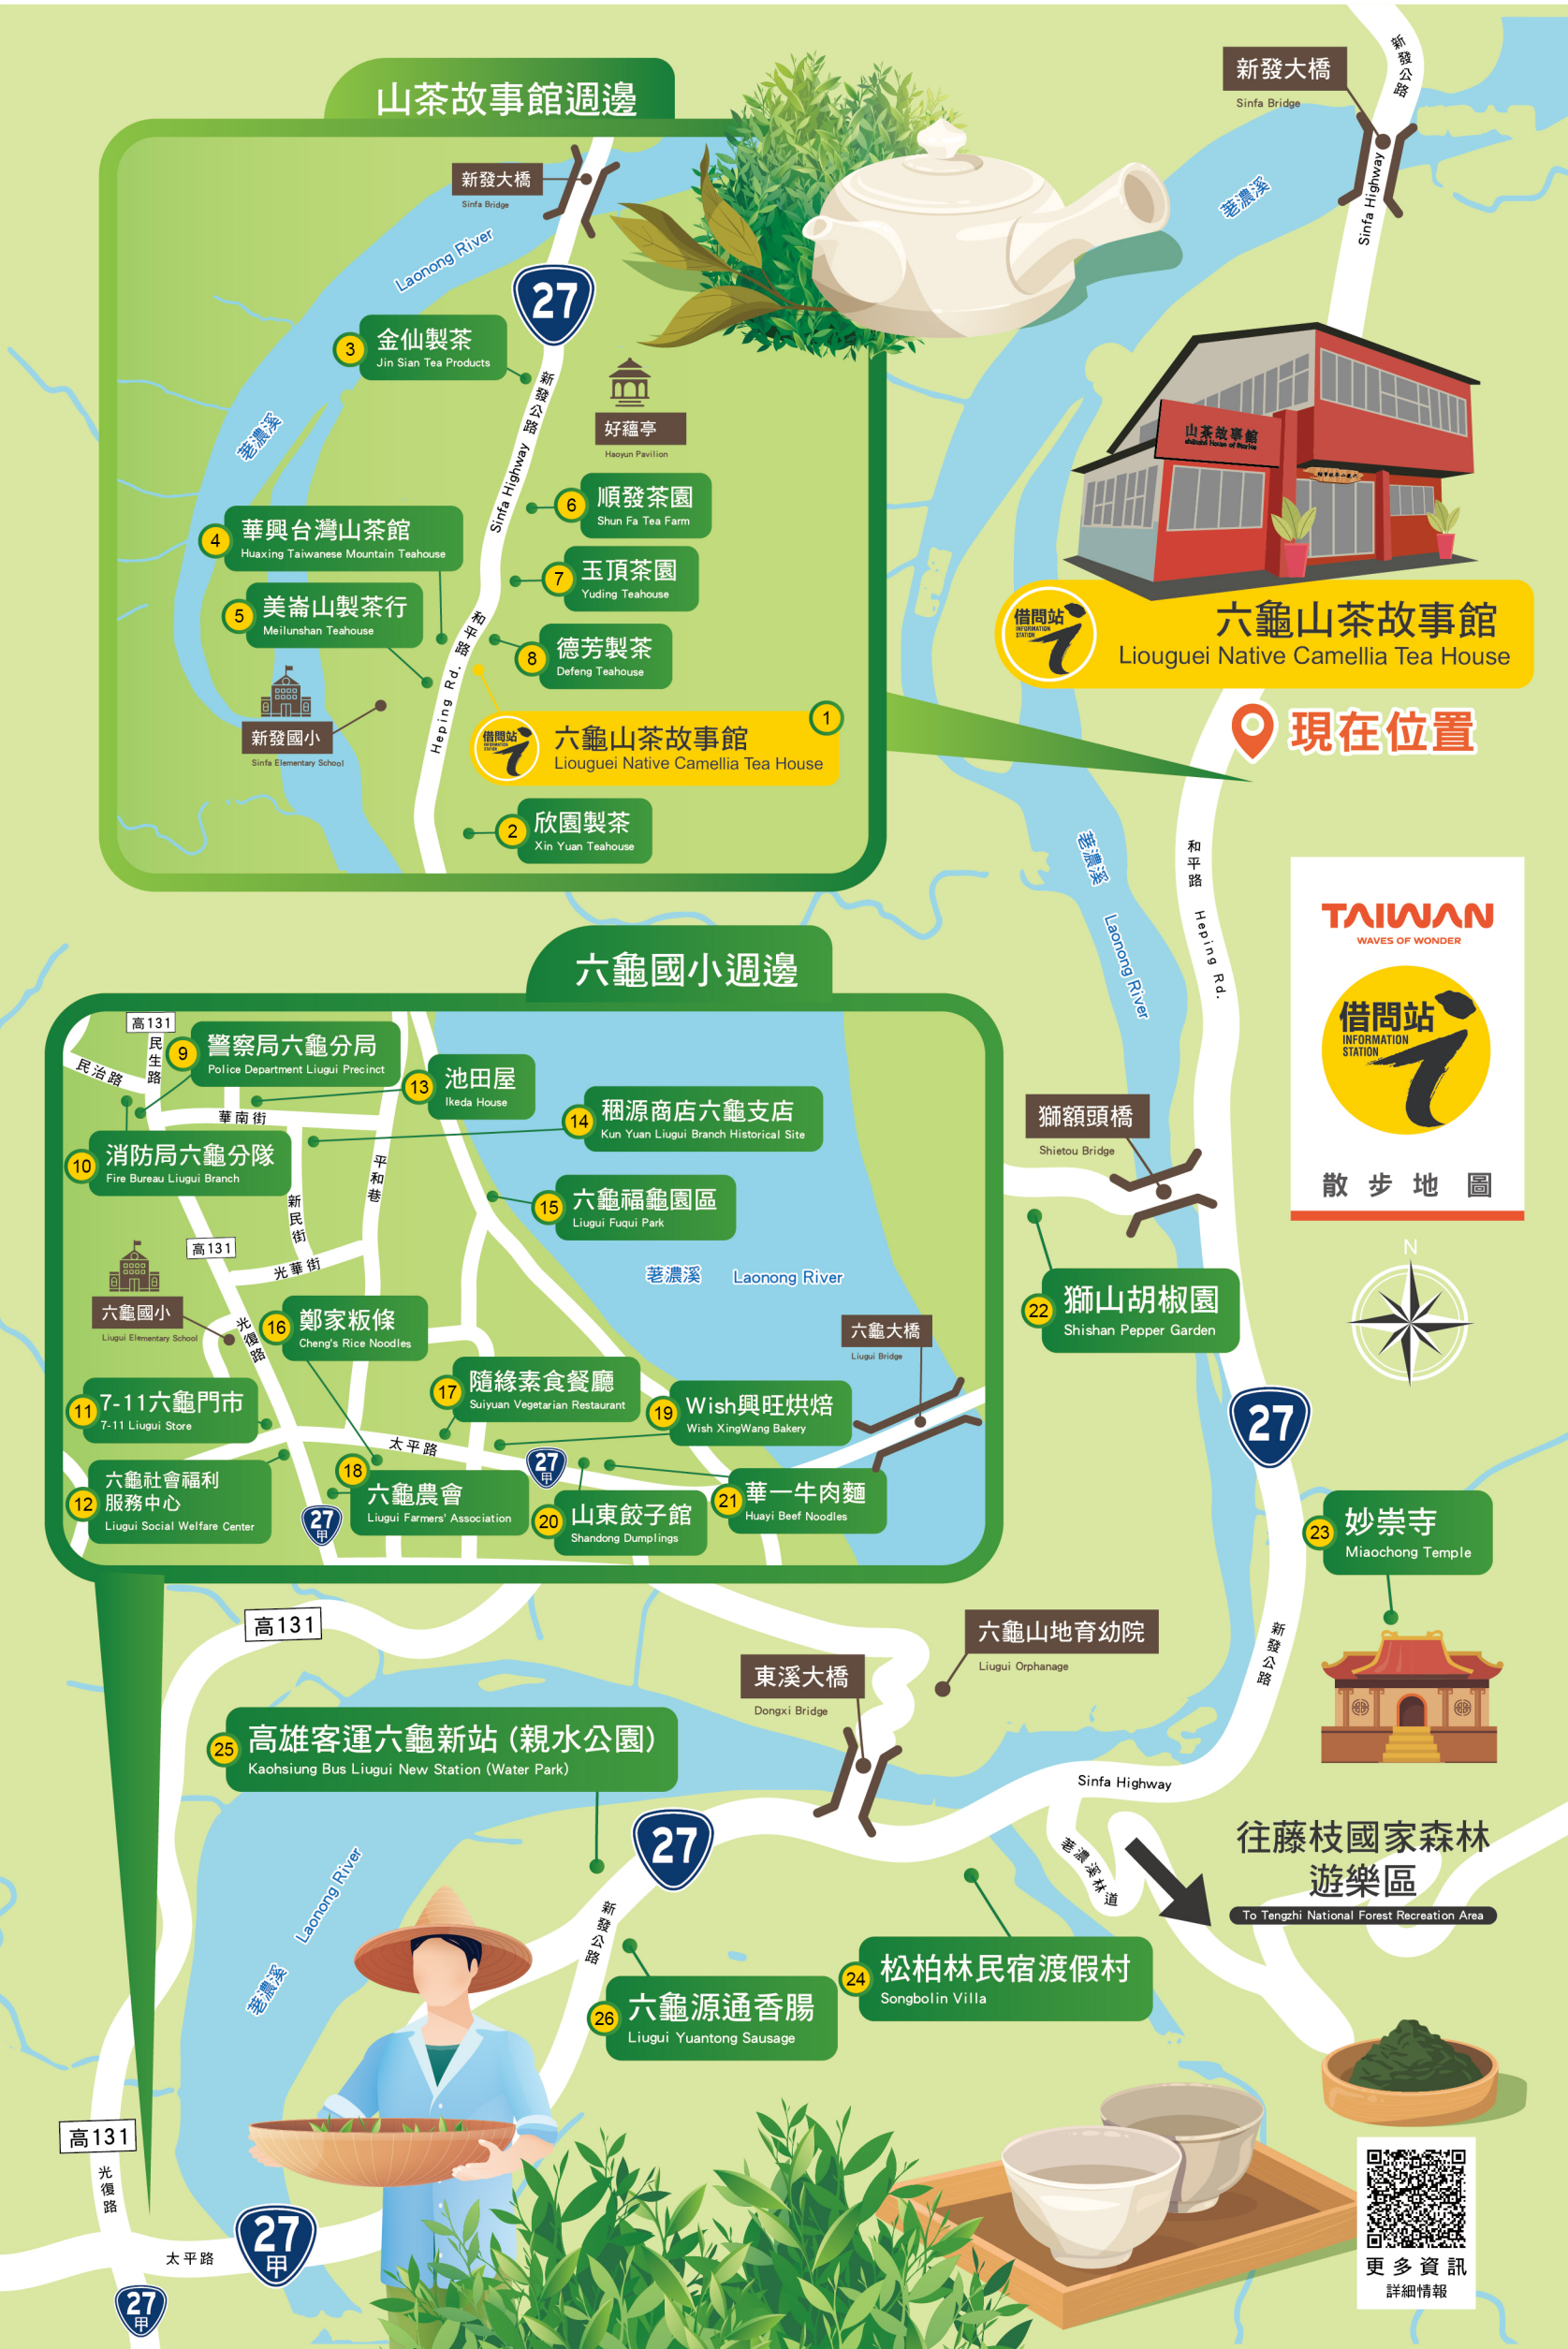 新發公路
新發大橋
Sinfa Bridge
Sinfa Highway
荖濃溪
山茶故事館週邊
新發大橋
Sinfa Bridge
Laonong River
27
3
金仙製茶
Jin Sian Tea Products
新發公路
好蘊亭
Haoyun Pavilion
荖濃溪
Sinfa Highway
6
順發茶園
Shun Fa Tea Farm
4
華興台灣山茶館
Huaxing Taiwanese Mountain Teahouse
7
玉頂茶園
Yuding Teahouse
5
美崙山製茶行
Meilunshan Teahouse
和平路
8
德芳製茶
Defeng Teahouse
Heping Rd.
新發國小
Sinfa Elementary School
1
借問站
INFORMATION
STATION
六龜山茶故事館
Liouguei Native Camellia Tea House
2
欣園製茶
Xin Yuan Teahouse
山茶故事館
借問站
INFORMATION
STATION
六龜山茶故事館
Liouguei Native Camellia Tea House
現在位置
荖濃溪
Laonong River
和平路
Heping Rd.
TAIWAN
WAVES OF WONDER
借問站
INFORMATION
STATION
散步地圖
N
六龜國小週邊
高131
民生路
民治路
9
警察局六龜分局
Police Department Liugui Precinct
13
池田屋
Ikeda House
華南街
14
稛源商店六龜支店
Kun Yuan Liugui Branch Historical Site
10
消防局六龜分隊
Fire Bureau Liugui Branch
平和巷
新民街
15
六龜福龜園區
Liugui Fuqui Park
高131
光華街
荖濃溪
Laonong River
六龜國小
Liugui Elementary School
光復路
16
鄭家粄條
Cheng's Rice Noodles
六龜大橋
Liugui Bridge
11
7-11六龜門市
7-11 Liugui Store
17
隨緣素食餐廳
Suiyuan Vegetarian Restaurant
19
Wish興旺烘焙
Wish XingWang Bakery
太平路
27
甲
12
六龜社會福利
服務中心
Liugui Social Welfare Center
18
六龜農會
Liugui Farmers' Association
27
甲
20
山東餃子館
Shandong Dumplings
21
華一牛肉麵
Huayi Beef Noodles
獅額頭橋
Shietou Bridge
22
獅山胡椒園
Shishan Pepper Garden
27
23
妙崇寺
Miaochong Temple
新發公路
高131
六龜山地育幼院
Liugui Orphanage
東溪大橋
Dongxi Bridge
25
高雄客運六龜新站(親水公園)
Kaohsiung Bus Liugui New Station (Water Park)
Sinfa Highway
27
荖濃溪林道
往藤枝國家森林
遊樂區
To Tengzhi National Forest Recreation Area
Laonong River
荖濃溪
新發公路
24
松柏林民宿渡假村
Songbolin Villa
26
六龜源通香腸
Liugui Yuantong Sausage
高131
光復路
太平路
27
甲
27
甲
更多資訊
詳細情報